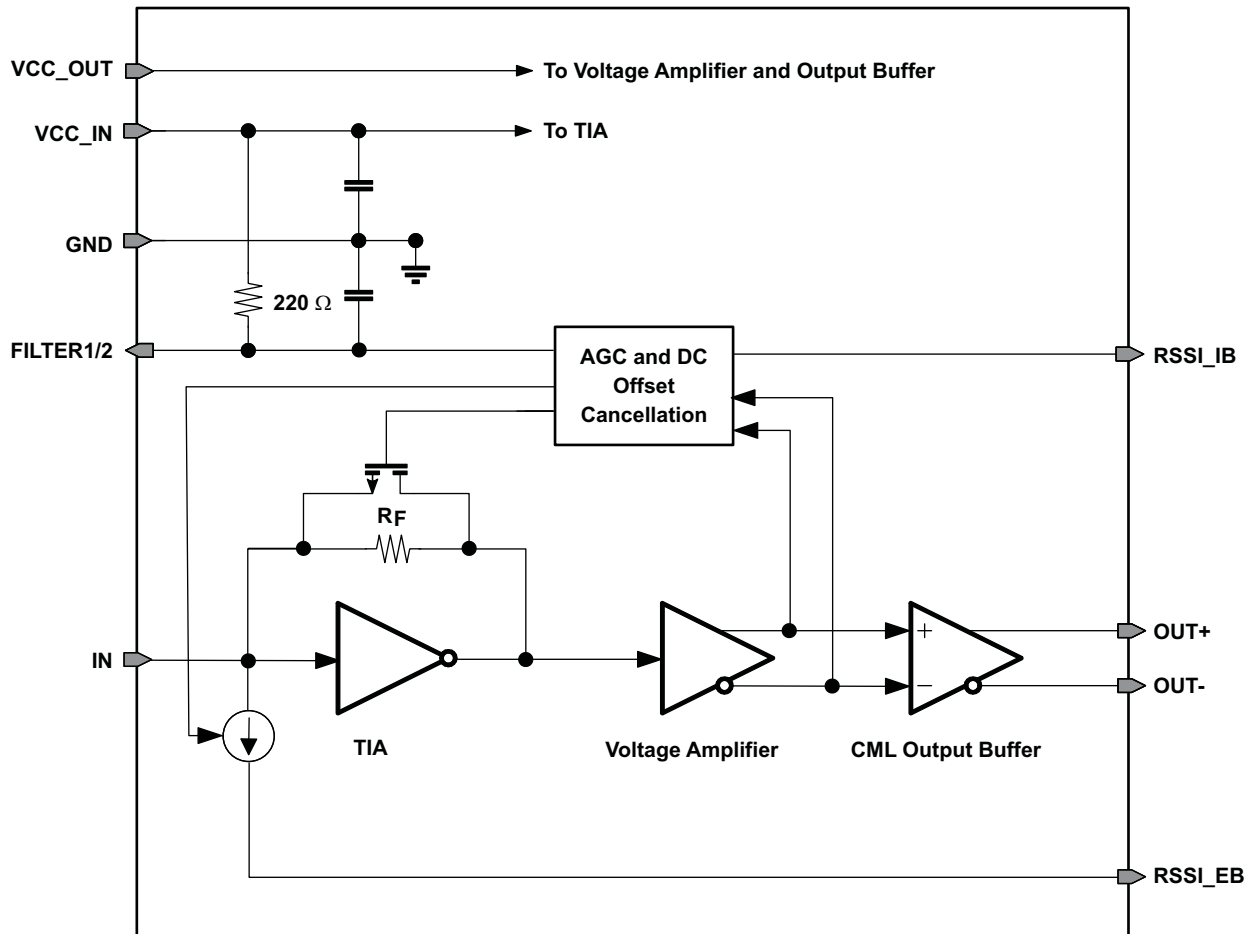 VCC_OUT
To Voltage Amplifier and Output Buffer
VCC_IN
To TIA
GND
220 Ω
FILTER1/2
AGC and DC
Offset
Cancellation
RSSI_IB
RF
IN
+
−
OUT+
OUT-
TIA
Voltage Amplifier
CML Output Buffer
RSSI_EB